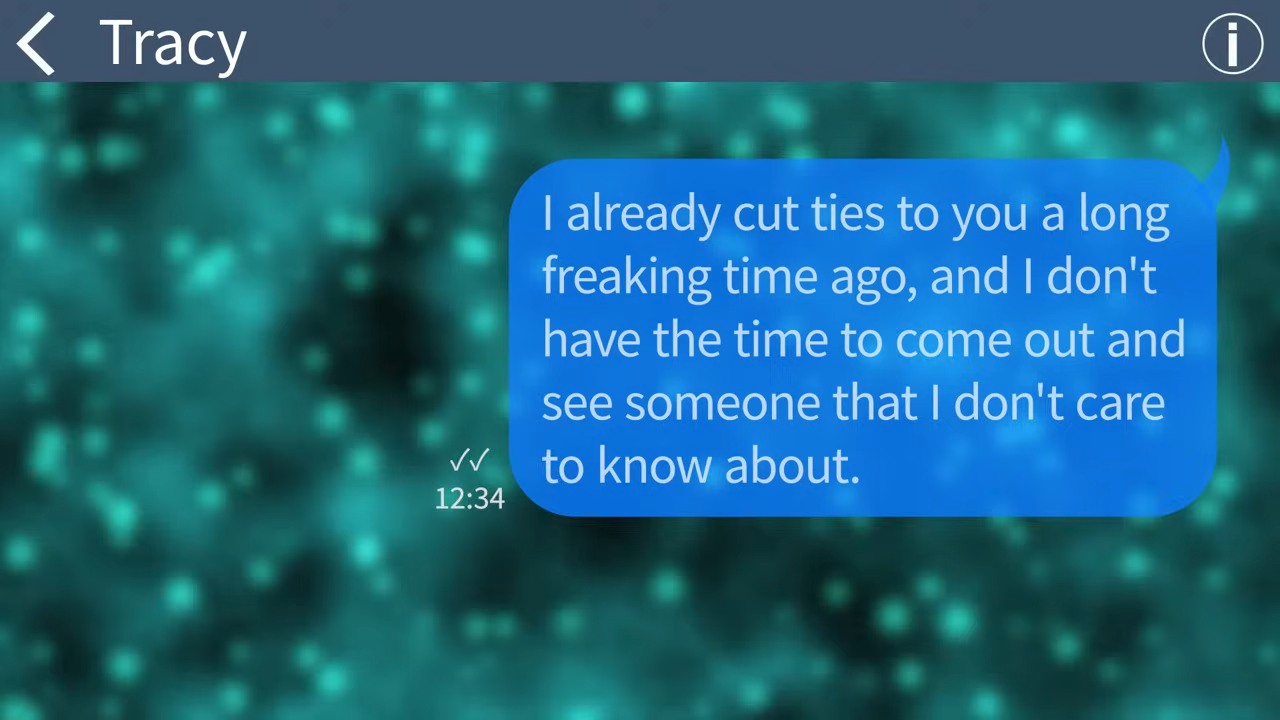 Tracy
I already cut ties to you a long
freaking time ago, and I don't
have the time to come out and
see someone that I don't care
to know about.
✓✓
12:34